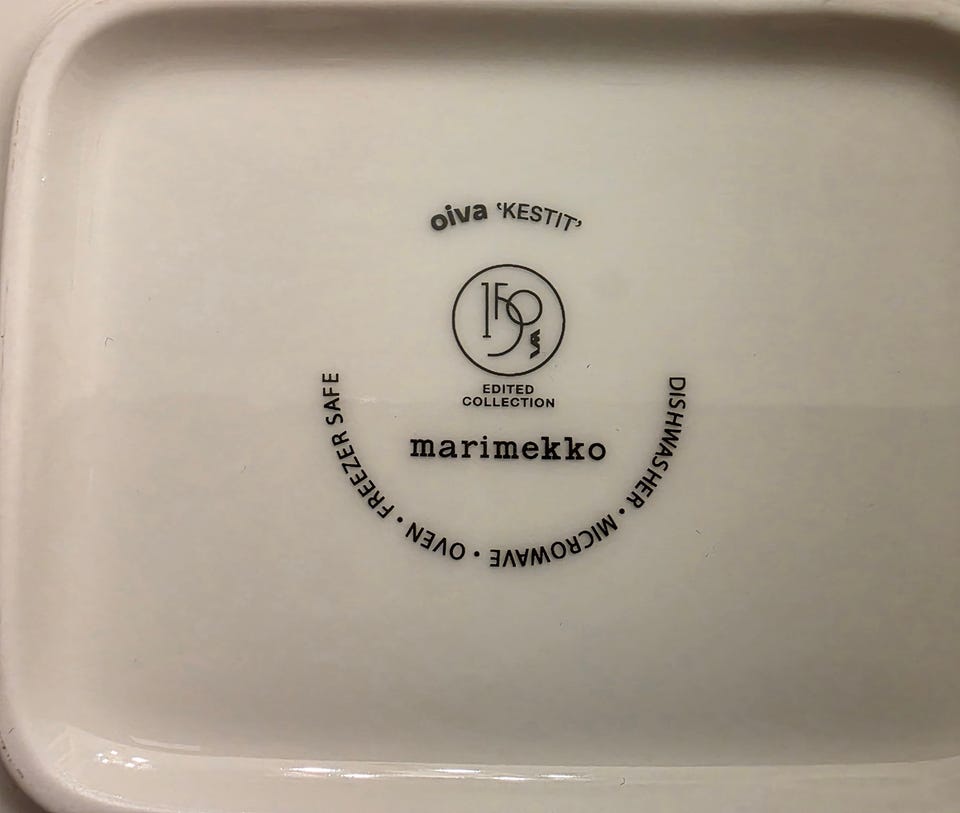 oiva ‘KESTIT’
150
EDITED
COLLECTION
marimekko
DISHWASHER • MICROWAVE • OVEN • FREEZER SAFE